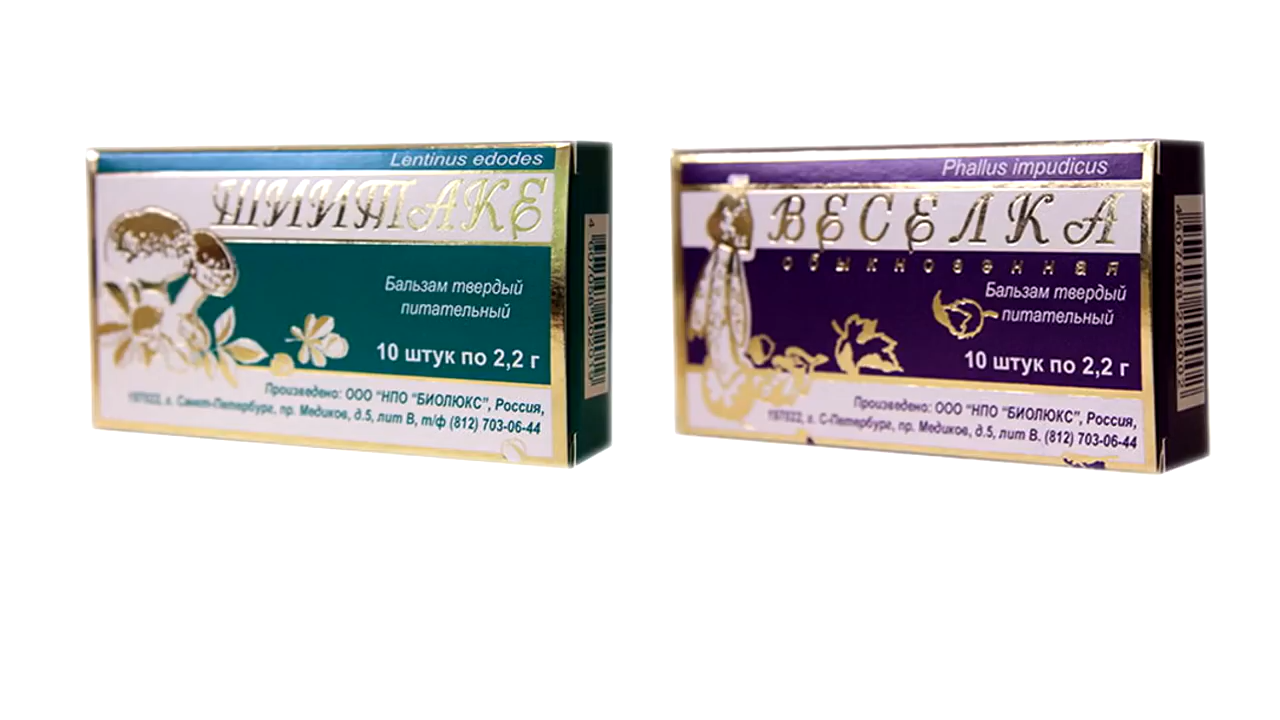 Lentinus edodes
ШИИТАКЕ
Бальзам твердый
питательный
10 штук по 2,2 г
Произведено: ООО "НПО "БИОЛЮКС", Россия,
197022, г. Санкт-Петербург, пр. Медиков, д.5, лит В, т/ф (812) 703-06-44
Phallus impudicus
ВЕСЕЛКА
обыкновенная
Бальзам твердый
питательный
10 штук по 2,2 г
Произведено: ООО "НПО "БИОЛЮКС", Россия,
197022, г. С-Петербург, пр. Медиков, д.5, лит В. (812) 703-06-44